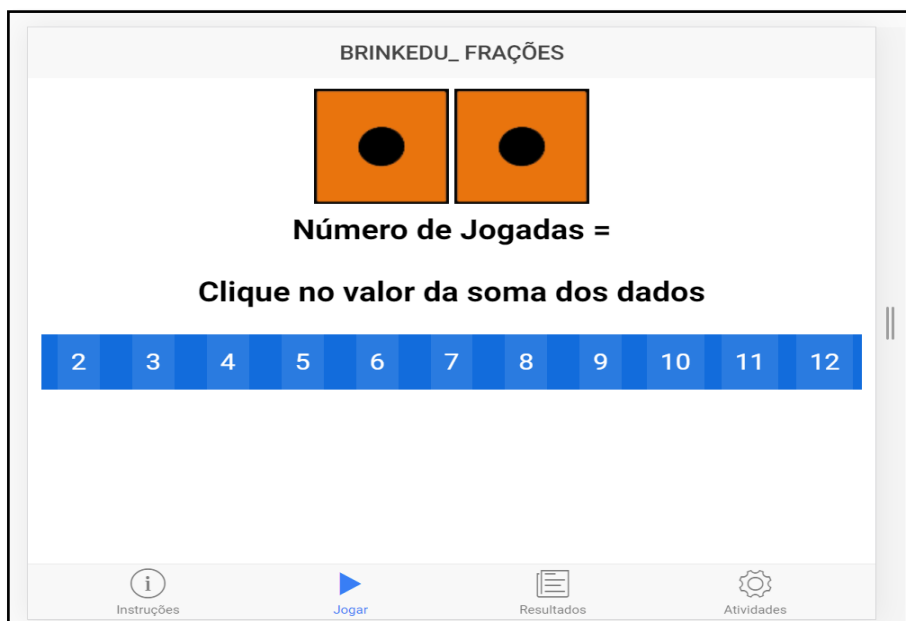 BRINKEDU_ FRAÇÕES
Número de Jogadas =
Clique no valor da soma dos dados
2 3 4 5 6 7 8 9 10 11 12
Instruções Jogar Resultados Atividades